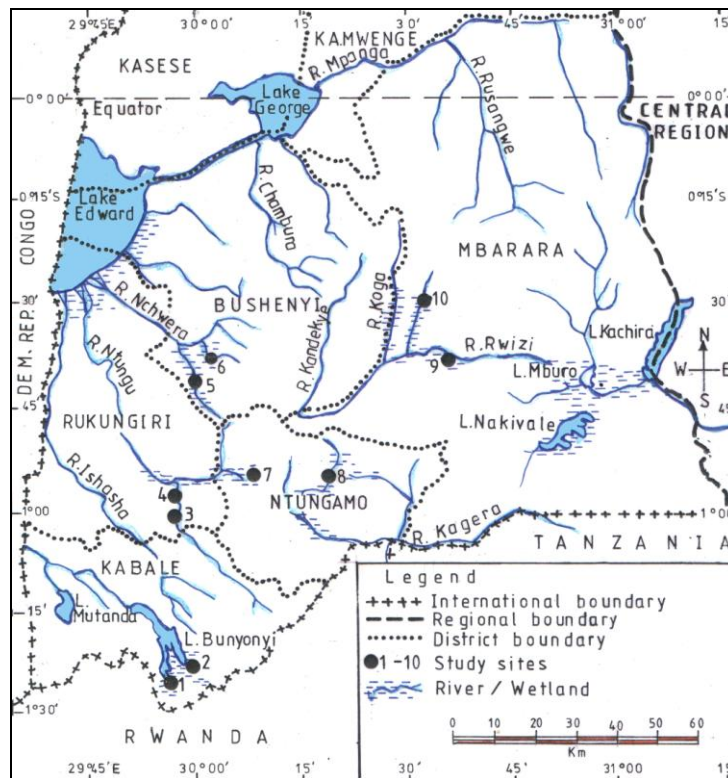 29°45'E 30°00' 15' 30' 45' 31°00' 15'
KAMWENGE
KASESE
R. Mpanga
Lake
George
R. Rusangwe
0°00'
Equator
0°00'
CENTRAL
REGION
0°15'
Lake
Edward
R. Chambura
15'
CONGO
MBARARA
DEM. REP.
R. Nchwera
BUSHENYI
R. Koga
10
30'
30'
L. Kachira
R. Ntungu
R. Kandekye
R. Rwizi
N
W E
S
6
9
L. Mburo
5
45'
45'
RUKUNGIRI
L. Nakivale
7
8
R. Ishasha
4
NTUNGAMO
3
1°00'
1°00'
R. Kagera
TANZANIA
KABALE
Legend
International boundary
Regional boundary
District boundary
1-10 Study sites
River / Wetland
0 10 20 30 40 50 60
Km
15'
L.
Mutanda
L. Bunyonyi
2
1
1°30'
RWANDA
29°45'E 30°00' 30' 45' 31°00' 15'